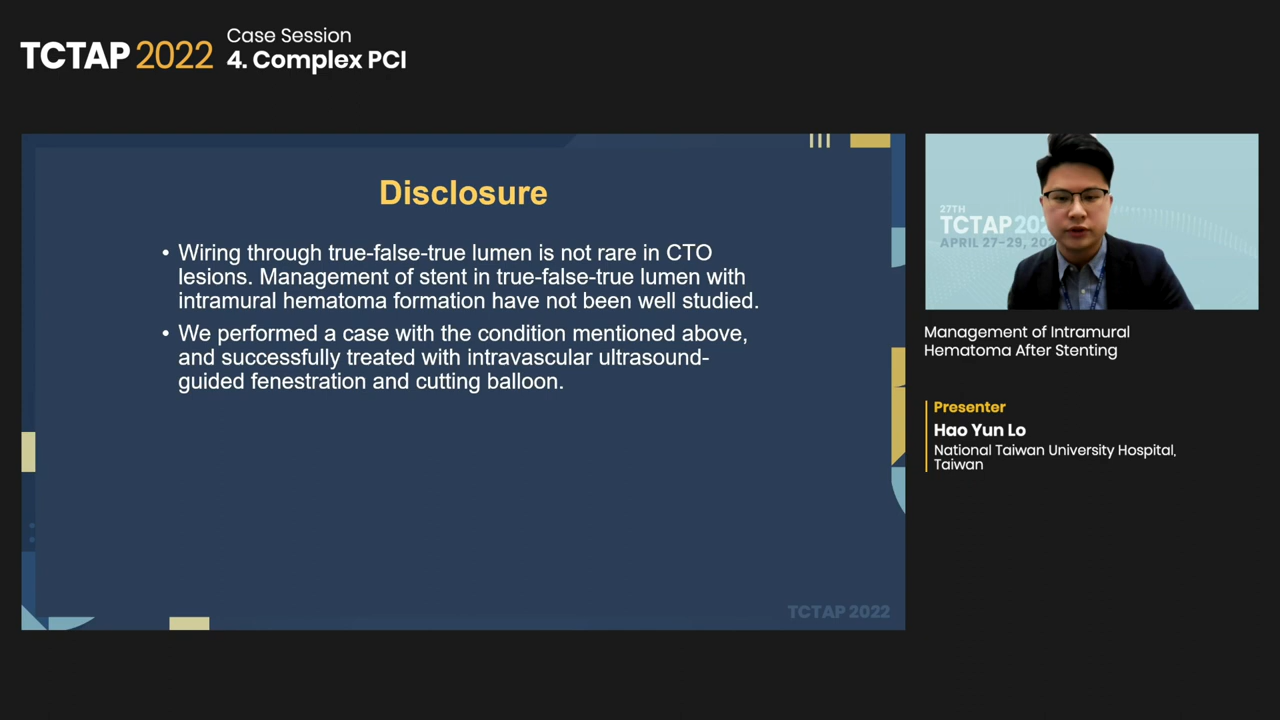 TCTAP 2022
Case Session
4. Complex PCI
Disclosure
• Wiring through true-false-true lumen is not rare in CTO
lesions. Management of stent in true-false-true lumen with
intramural hematoma formation have not been well studied.
• We performed a case with the condition mentioned above,
and successfully treated with intravascular ultrasound-
guided fenestration and cutting balloon.
TCTAP 2022
27TH
TCTAP 202
APRIL 27-29, 20
Management of Intramural
Hematoma After Stenting
Presenter
Hao Yun Lo
National Taiwan University Hospital,
Taiwan